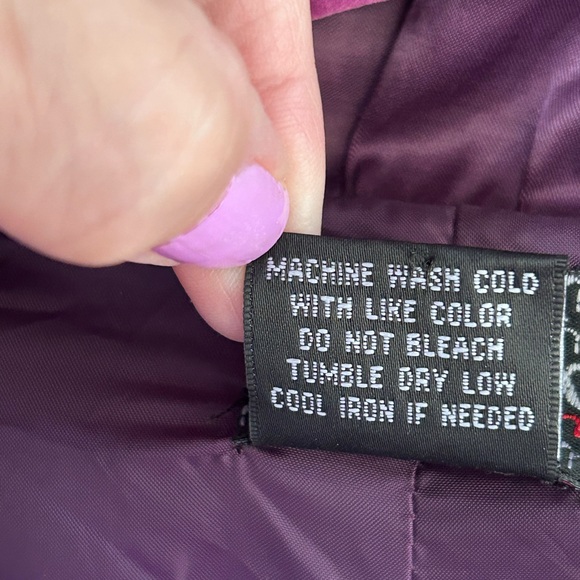 MACHINE WASH COLD
WITH LIKE COLOR
DO NOT BLEACH
TUMBLE DRY LOW
COOL IRON IF NEEDED